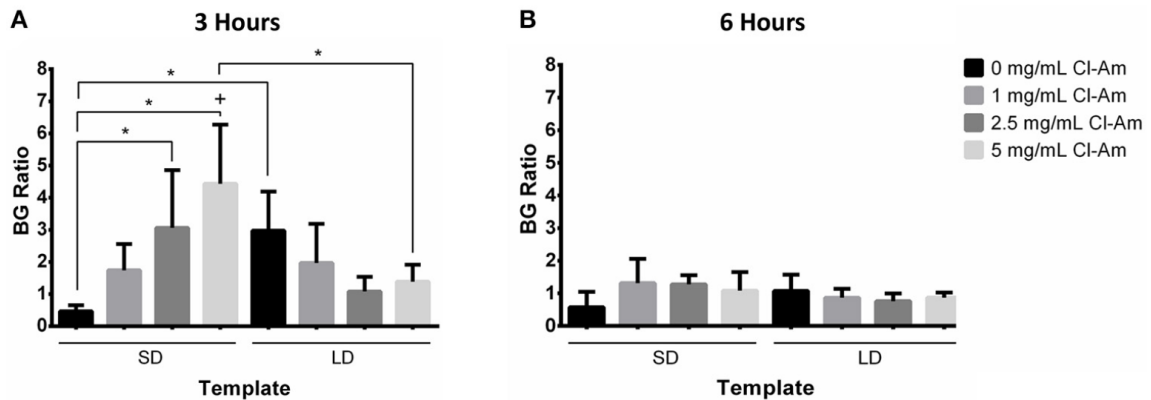 A
3 Hours
*
*
*
*
+
BG Ratio
8
7
6
5
4
3
2
1
0
SD
LD
Template
B
6 Hours
BG Ratio
8
7
6
5
4
3
2
1
0
SD
LD
Template
0 mg/mL Cl-Am
1 mg/mL Cl-Am
2.5 mg/mL Cl-Am
5 mg/mL Cl-Am